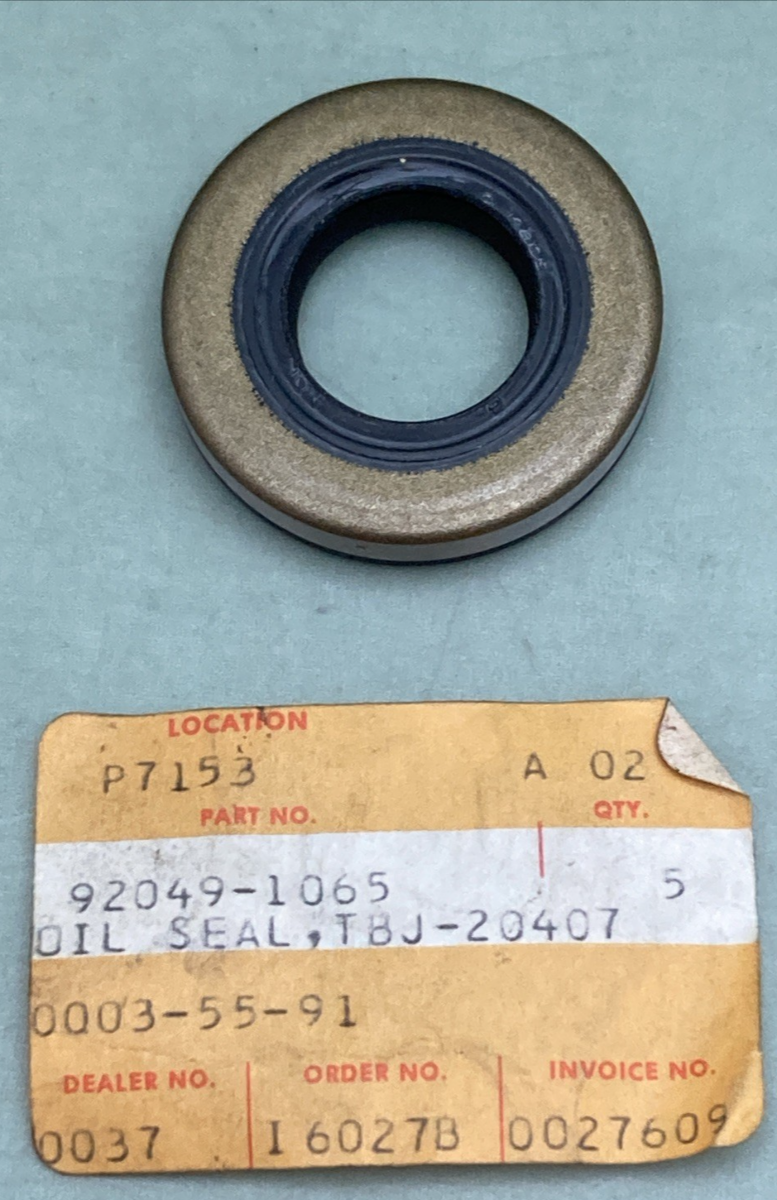 LOCATION
P7153 A 02
PART NO. QTY.
92049-1065 5
OIL SEAL,TBJ-20407
0003-55-91
DEALER NO. ORDER NO. INVOICE NO.
0037 I 6027B 0027609